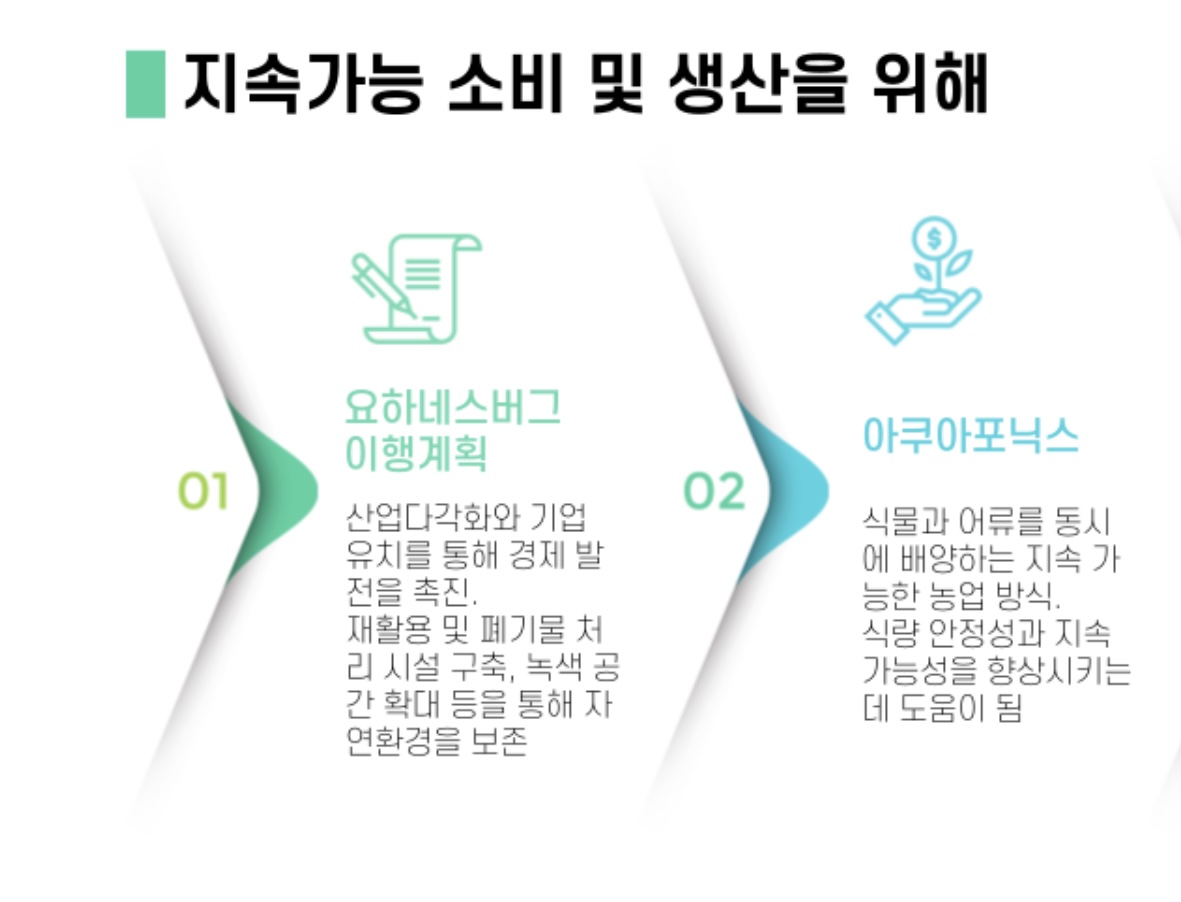 지속가능 소비 및 생산을 위해
01
요하네스버그
이행계획
산업다각화와 기업
유치를 통해 경제 발
전을 촉진.
재활용 및 폐기물 처
리 시설 구축, 녹색 공
간 확대 등을 통해 자
연환경을 보존
02
$
아쿠아포닉스
식물과 어류를 동시
에 배양하는 지속 가
능한 농업 방식.
식량 안정성과 지속
가능성을 향상시키는
데 도움이 됨